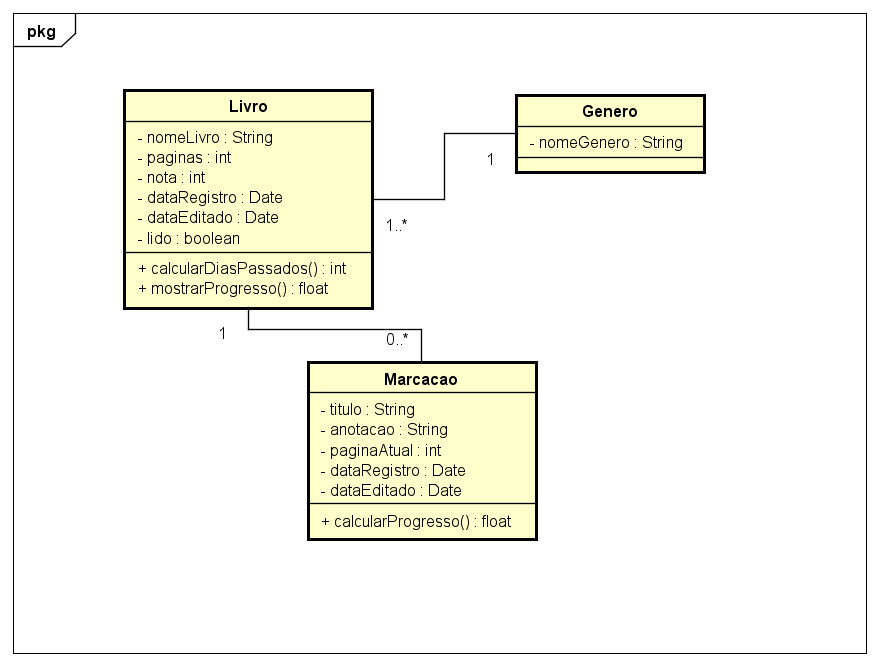 pkg
Livro
- nomeLivro : String
- paginas : int
- nota : int
- dataRegistro : Date
- dataEditado : Date
- lido : boolean
+ calcularDiasPassados() : int
+ mostrarProgresso() : float
Genero
- nomeGenero : String
1
1..*
1
0..*
Marcacao
- titulo : String
- anotacao : String
- paginaAtual : int
- dataRegistro : Date
- dataEditado : Date
+ calcularProgresso() : float